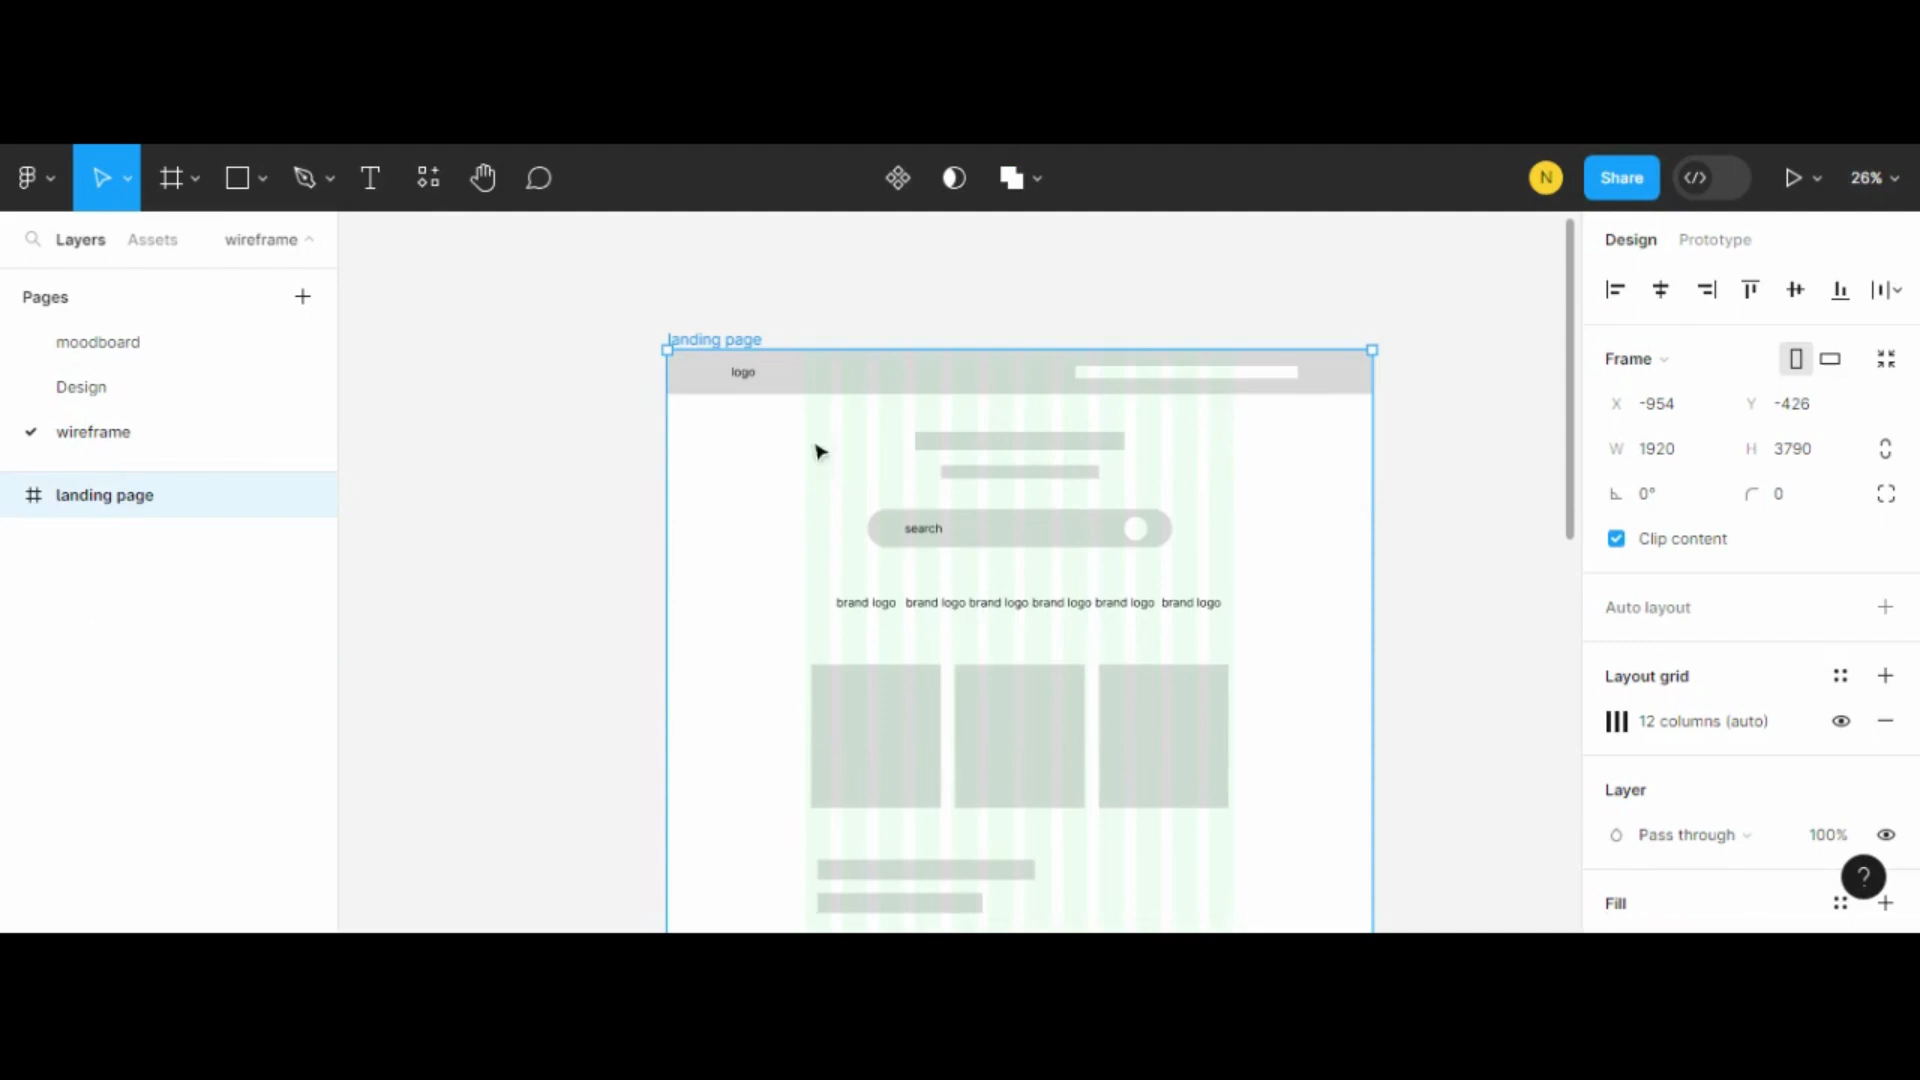 N
Share
26%
Layers
Assets
wireframe
Pages
moodboard
Design
wireframe
landing page
landing page
logo
search
brand logo brand logo brand logo brand logo brand logo brand logo
Design
Prototype
Frame
X -954
Y -426
W 1920
H 3790
0°
0
Clip content
Auto layout
Layout grid
12 columns (auto)
Layer
Pass through
100%
?
Fill